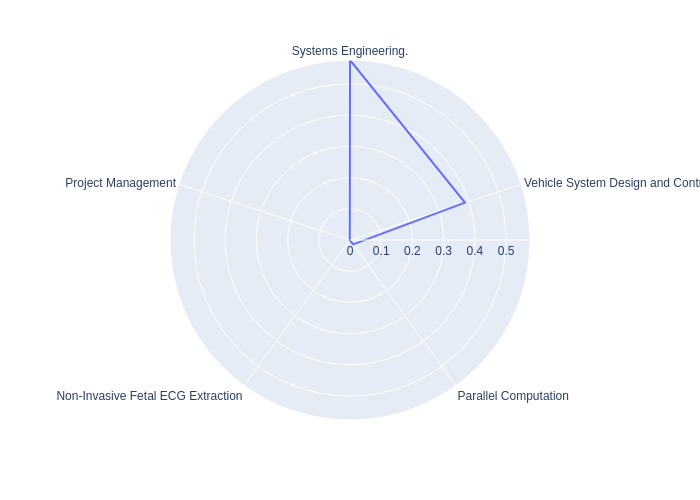 Systems Engineering.
Project Management
Vehicle System Design and Contr
0 0.1 0.2 0.3 0.4 0.5
Non-Invasive Fetal ECG Extraction
Parallel Computation